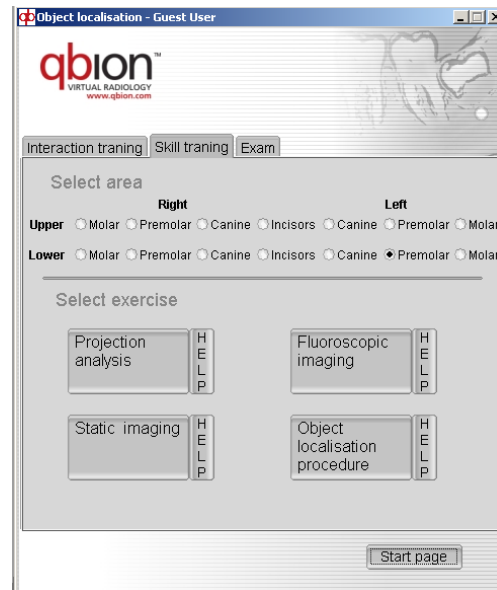 Object localisation - Guest User
qbion™
VIRTUAL RADIOLOGY
www.qbion.com
Interaction traning Skill traning Exam
Select area
Right Left
Upper Molar Premolar Canine Incisors Canine Premolar Molar
Lower Molar Premolar Canine Incisors Canine Premolar Molar
Select exercise
Projection
analysis
HELP
Fluoroscopic
imaging
HELP
Static imaging
HELP
Object
localisation
procedure
HELP
Start page